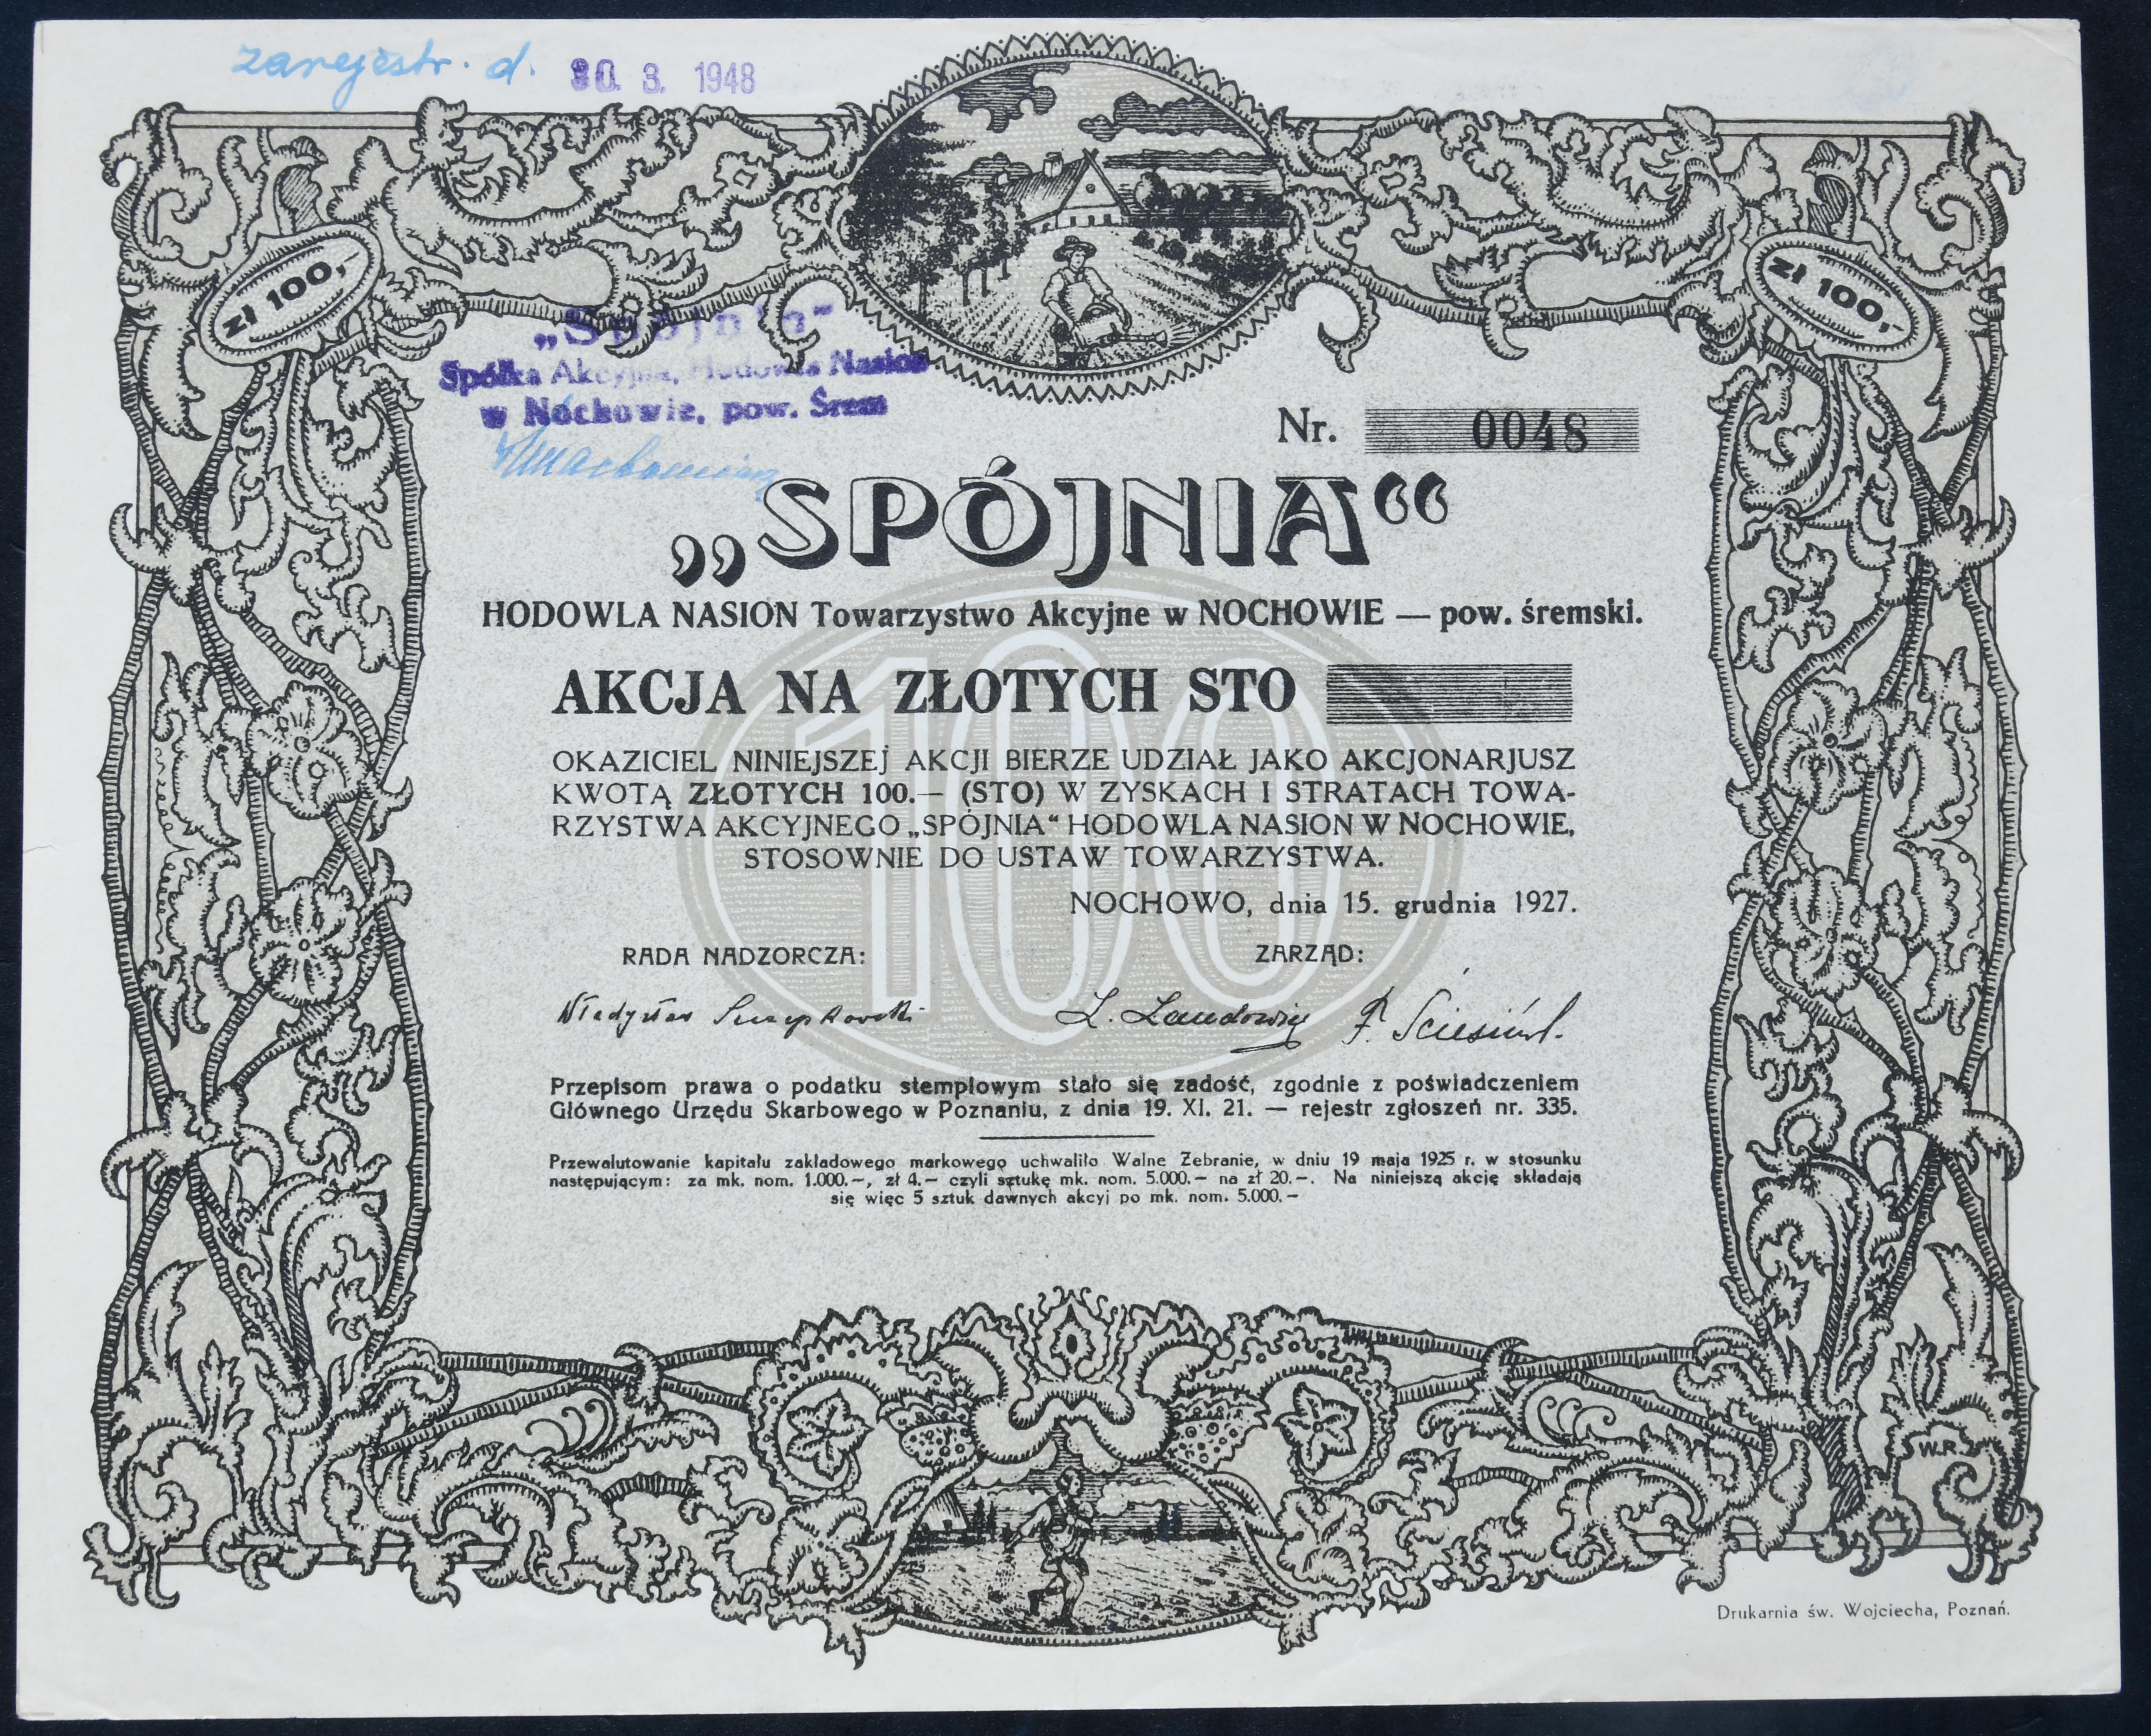 zarejestr. d. 30. 3. 1948
zł 100,-
zł 100,-
„Spójnia"
Spółka Akcyjna, Hodowla Nasion
w Nochowie, pow. Śrem
Nr. 0048
„SPÓJNIA“
HODOWLA NASION Towarzystwo Akcyjne w NOCHOWIE — pow. śremski.
AKCJA NA ZŁOTYCH STO
OKAZICIEL NINIEJSZEJ AKCJI BIERZE UDZIAŁ JAKO AKCJONARJUSZ
KWOTĄ ZŁOTYCH 100.— (STO) W ZYSKACH I STRATACH TOWA-
RZYSTWA AKCYJNEGO „SPÓJNIA“ HODOWLA NASION W NOCHOWIE,
STOSOWNIE DO USTAW TOWARZYSTWA.
NOCHOWO, dnia 15. grudnia 1927.
RADA NADZORCZA: ZARZĄD:
Władysław L. F.
Przepisom prawa o podatku stemplowym stało się zadość, zgodnie z poświadczeniem
Głównego Urzędu Skarbowego w Poznaniu, z dnia 19. XI. 21. — rejestr zgłoszeń nr. 335.
Przewalutowanie kapitału zakładowego markowego uchwaliło Walne Zebranie, w dniu 19 maja 1925 r. w stosunku
następującym: za mk. nom. 1.000.—, zł 4.— czyli sztukę mk. nom. 5.000.— na zł 20.—. Na niniejszą akcję składają
się więc 5 sztuk dawnych akcyj po mk. nom. 5.000.—
100
W.R.
Drukarnia św. Wojciecha, Poznań.